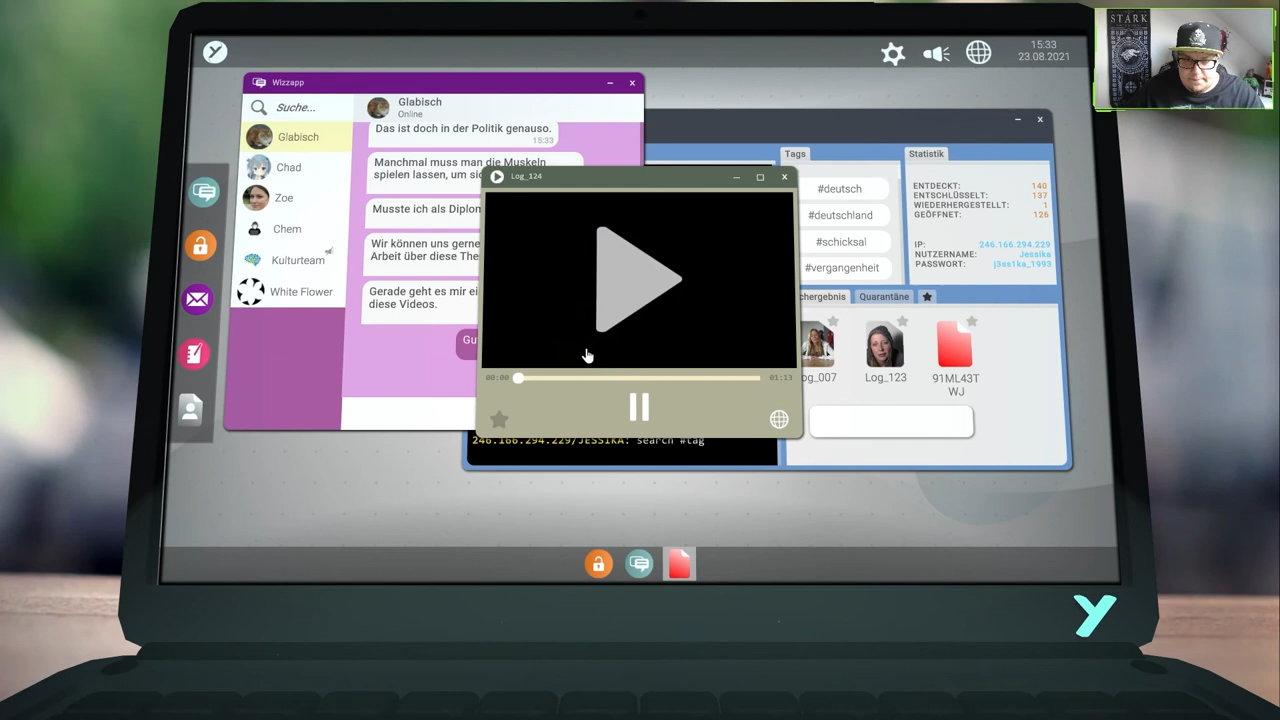 STARK
15:33
23.08.2021
Wizzapp
Suche...
Glabisch
Chad
Zoe
Chem
Kulturteam
White Flower
Glabisch
Online
Das ist doch in der Politik genauso.
15:33
Manchmal muss man die Muskeln
spielen lassen, um si
Musste ich als Diplom
Wir können uns gerne
Arbeit über diese The
Gerade geht es mir ei
diese Videos.
Gu
Log_124
00:00
01:13
Tags
#deutsch
#deutschland
#schicksal
#vergangenheit
Statistik
ENTDECKT: 140
ENTSCHLÜSSELT: 137
WIEDERHERGESTELLT: 1
GEÖFFNET: 126
IP: 246.166.294.229
NUTZERNAME: Jessika
PASSWORT: j3ss1ka_1993
chergebnis
Quarantäne
og_007
Log_123
91ML43T
WJ
246.166.294.229/JESSIKA: search #tag